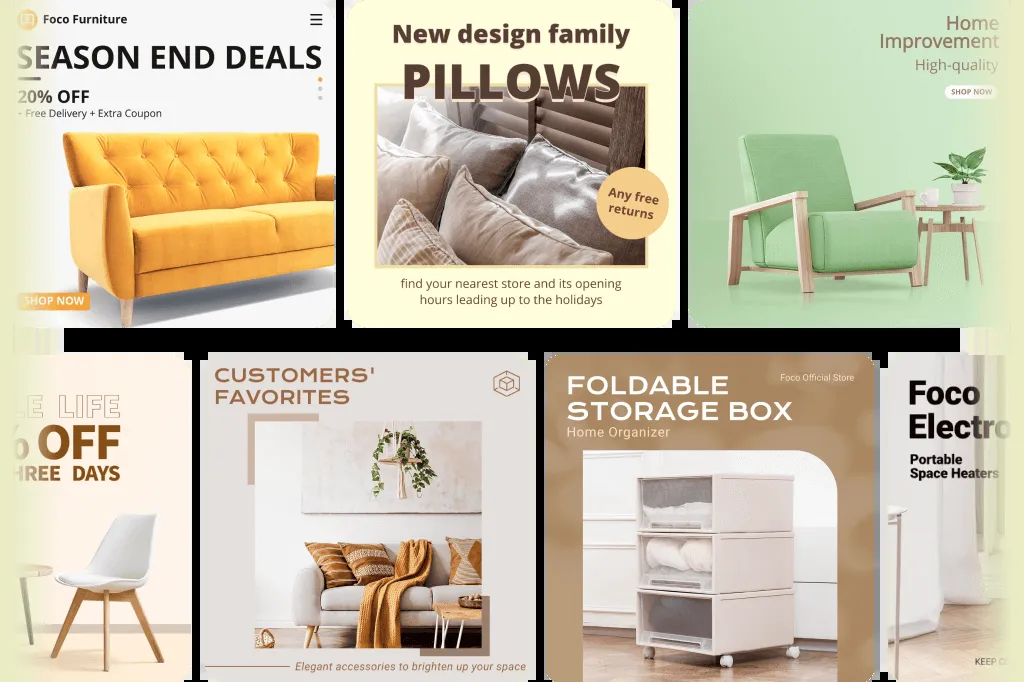 Foco Furniture
SEASON END DEALS
20% OFF
- Free Delivery + Extra Coupon
SHOP NOW
New design family
PILLOWS
Any free
returns
find your nearest store and its opening
hours leading up to the holidays
Home
Improvement
High-quality
SHOP NOW
LIFE
% OFF
DAYS
CUSTOMERS'
FAVORITES
Elegant accessories to brighten up your space
Foco Official Store
FOLDABLE
STORAGE BOX
Home Organizer
Foco
Electro
Portable
Space Heaters
KEEP